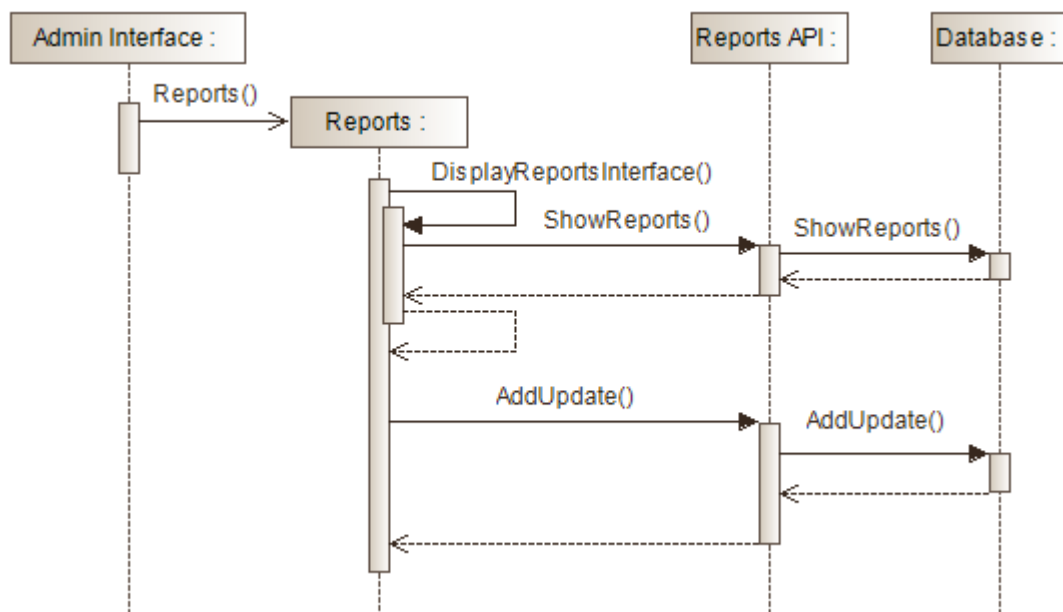 Admin Interface :
Reports API :
Database :
Reports()
Reports :
DisplayReportsInterface()
ShowReports()
ShowReports()
AddUpdate()
AddUpdate()